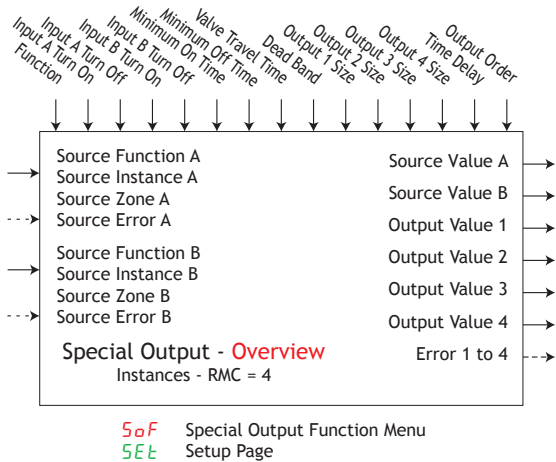 Function
Input A Turn On
Input A Turn Off
Input B Turn On
Input B Turn Off
Minimum On Time
Minimum Off Time
Valve Travel Time
Dead Band
Output 1 Size
Output 2 Size
Output 3 Size
Output 4 Size
Time Delay
Output Order
Source Function A
Source Instance A
Source Zone A
Source Error A
Source Function B
Source Instance B
Source Zone B
Source Error B
Source Value A
Source Value B
Output Value 1
Output Value 2
Output Value 3
Output Value 4
Error 1 to 4
Special Output - Overview
Instances - RMC = 4
SoF Special Output Function Menu
SEt Setup Page